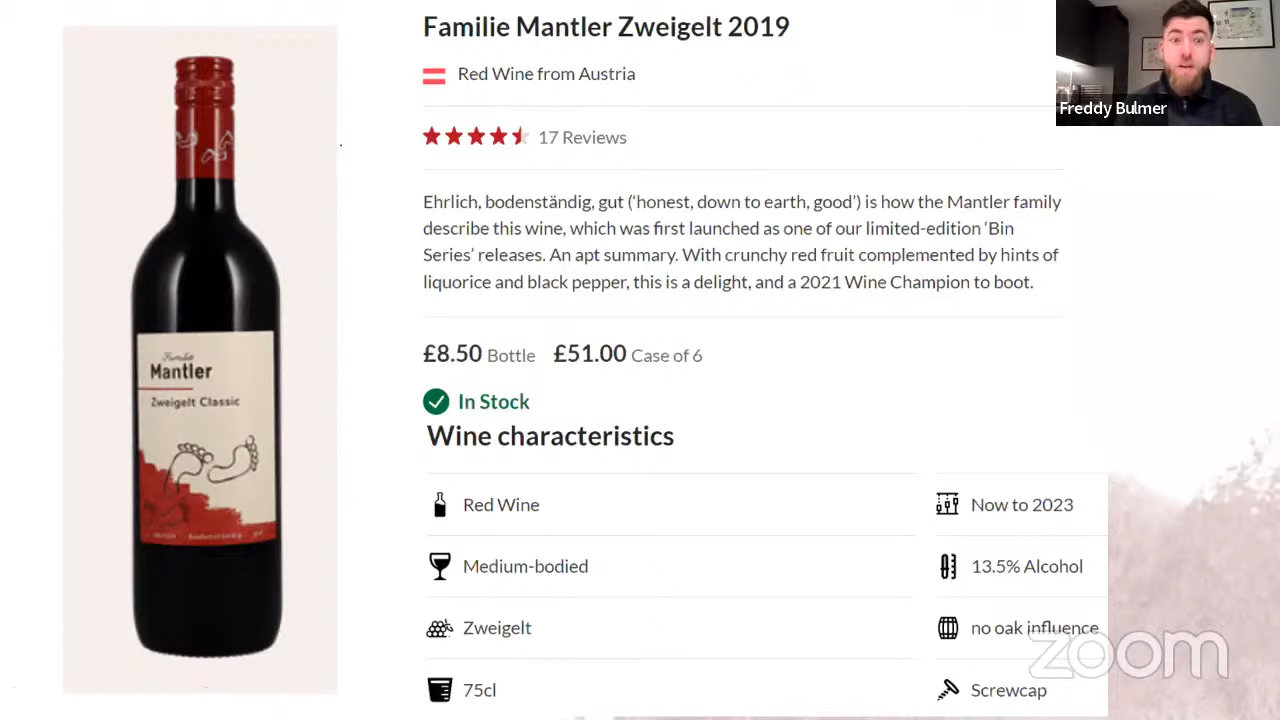 Familie Mantler Zweigelt 2019
Red Wine from Austria
17 Reviews
Ehrlich, bodenständig, gut (‘honest, down to earth, good’) is how the Mantler family
describe this wine, which was first launched as one of our limited-edition ‘Bin
Series’ releases. An apt summary. With crunchy red fruit complemented by hints of
liquorice and black pepper, this is a delight, and a 2021 Wine Champion to boot.
£8.50 Bottle £51.00 Case of 6
In Stock
Wine characteristics
Red Wine
Now to 2023
Medium-bodied
13.5% Alcohol
Zweigelt
no oak influence
75cl
Screwcap
Familie
Mantler
Zweigelt Classic
bodenständig gut
Freddy Bulmer
zoom